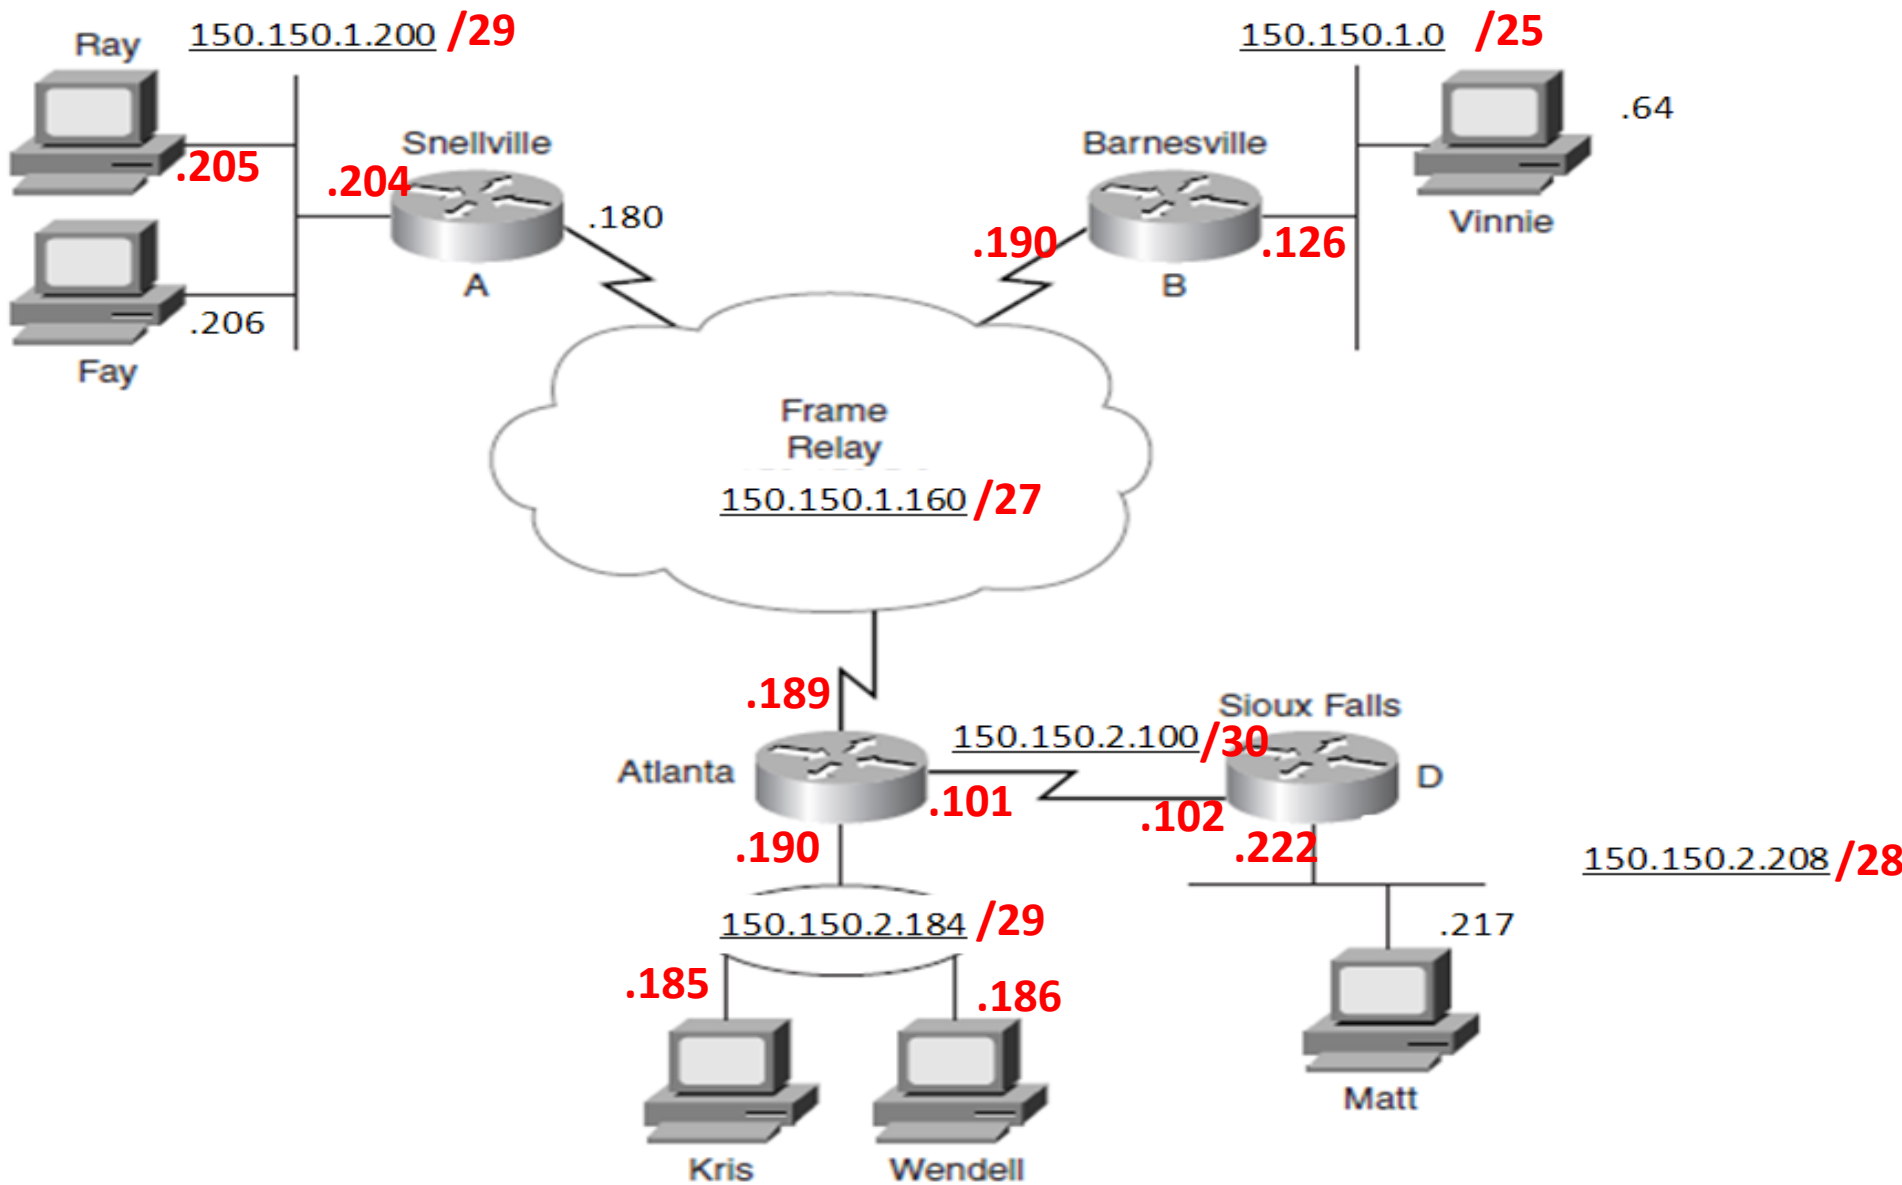 Ray
150.150.1.200 /29
.205
.204
Snellville
.180
A
.206
Fay
150.150.1.0 /25
.64
Barnesville
.190
.126
B
Vinnie
Frame
Relay
150.150.1.160 /27
.189
Atlanta
150.150.2.100 /30
Sioux Falls
D
.101
.102
.190
.222
150.150.2.208 /28
150.150.2.184 /29
.217
.185
.186
Kris
Wendell
Matt